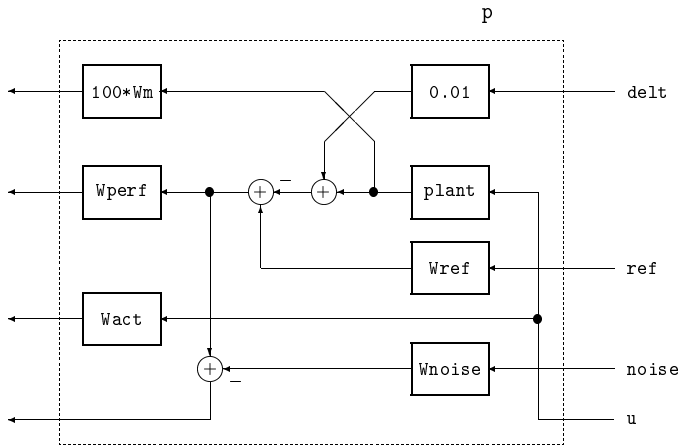 p
100*Wm
0.01
delt
Wperf
+
−
+
plant
Wref
ref
Wact
+
−
Wnoise
noise
u